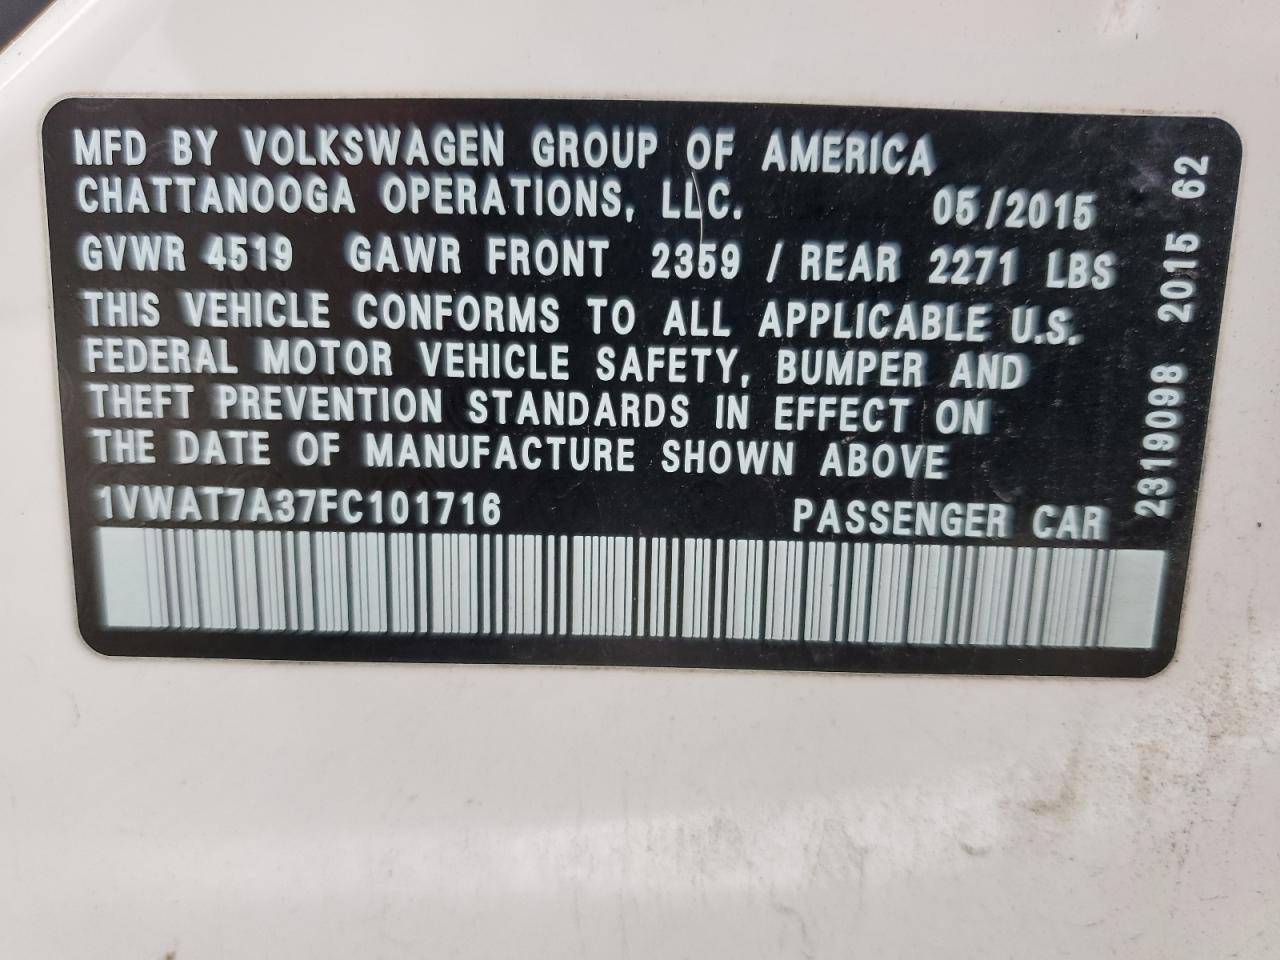 MFD BY VOLKSWAGEN GROUP OF AMERICA
CHATTANOOGA OPERATIONS, LLC. 05/2015
GVWR 4519 GAWR FRONT 2359 / REAR 2271 LBS
THIS VEHICLE CONFORMS TO ALL APPLICABLE U.S.
FEDERAL MOTOR VEHICLE SAFETY, BUMPER AND
THEFT PREVENTION STANDARDS IN EFFECT ON
THE DATE OF MANUFACTURE SHOWN ABOVE
1VWAT7A37FC101716 PASSENGER CAR
2319098 2015 62